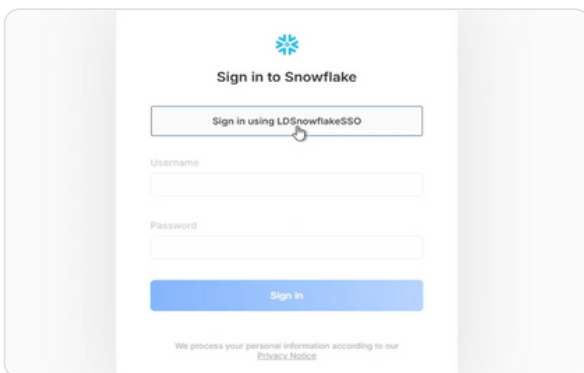 Sign in to Snowflake
Sign in using LDSnowflakeSSO
Username
Password
Sign in
We process your personal information according to our
Privacy Notice